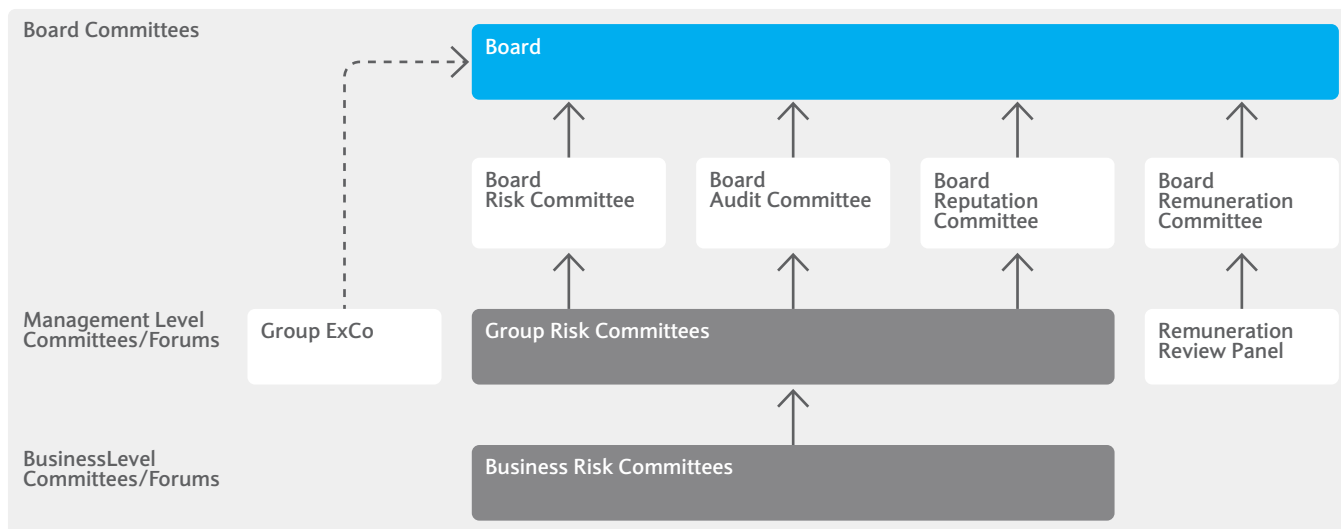 Board Committees
Board
Board
Risk Committee
Board
Audit Committee
Board
Reputation
Committee
Board
Remuneration
Committee
Management Level
Committees/Forums
Group ExCo
Group Risk Committees
Remuneration
Review Panel
BusinessLevel
Committees/Forums
Business Risk Committees